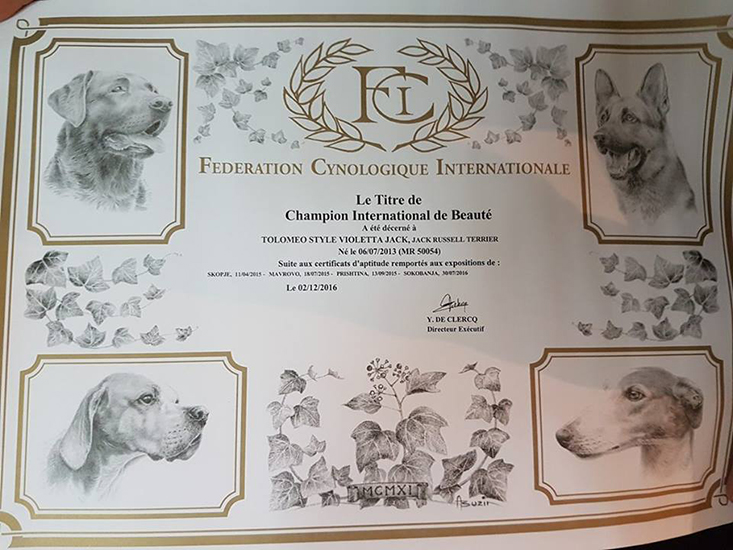 FCI
FEDERATION CYNOLOGIQUE INTERNATIONALE
Le Titre de
Champion International de Beauté
A été décerné à
TOLOMEO STYLE VIOLETTA JACK, JACK RUSSELL TERRIER
Né le 06/07/2013 (MR 50054)
Suite aux certificats d'aptitude remportés aux expositions de :
SKOPJE, 11/04/2015 - MAVROVO, 18/07/2015 - PRISHTINA, 13/09/2015 - SOKOBANJA, 30/07/2016
Le 02/12/2016
Y. DE CLERCQ
Directeur Exécutif
MCMXI